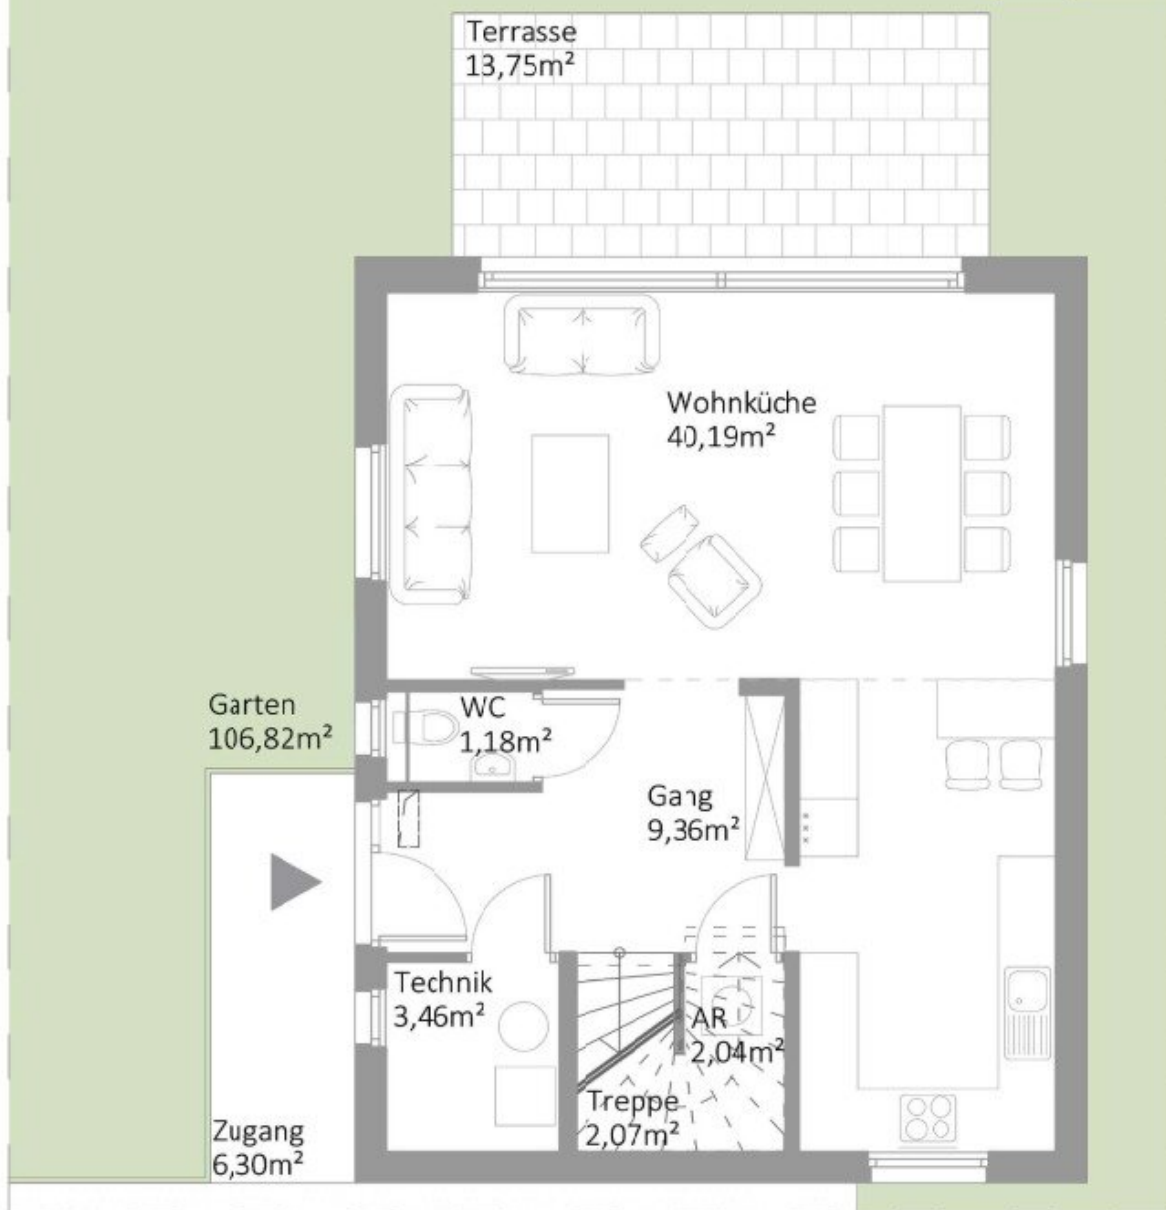 Terrasse
13,75m²
Wohnküche
40,19m²
Garten
106,82m²
WC
1,18m²
Gang
9,36m²
Technik
3,46m²
AR
2,04m²
Treppe
2,07m²
Zugang
6,30m²